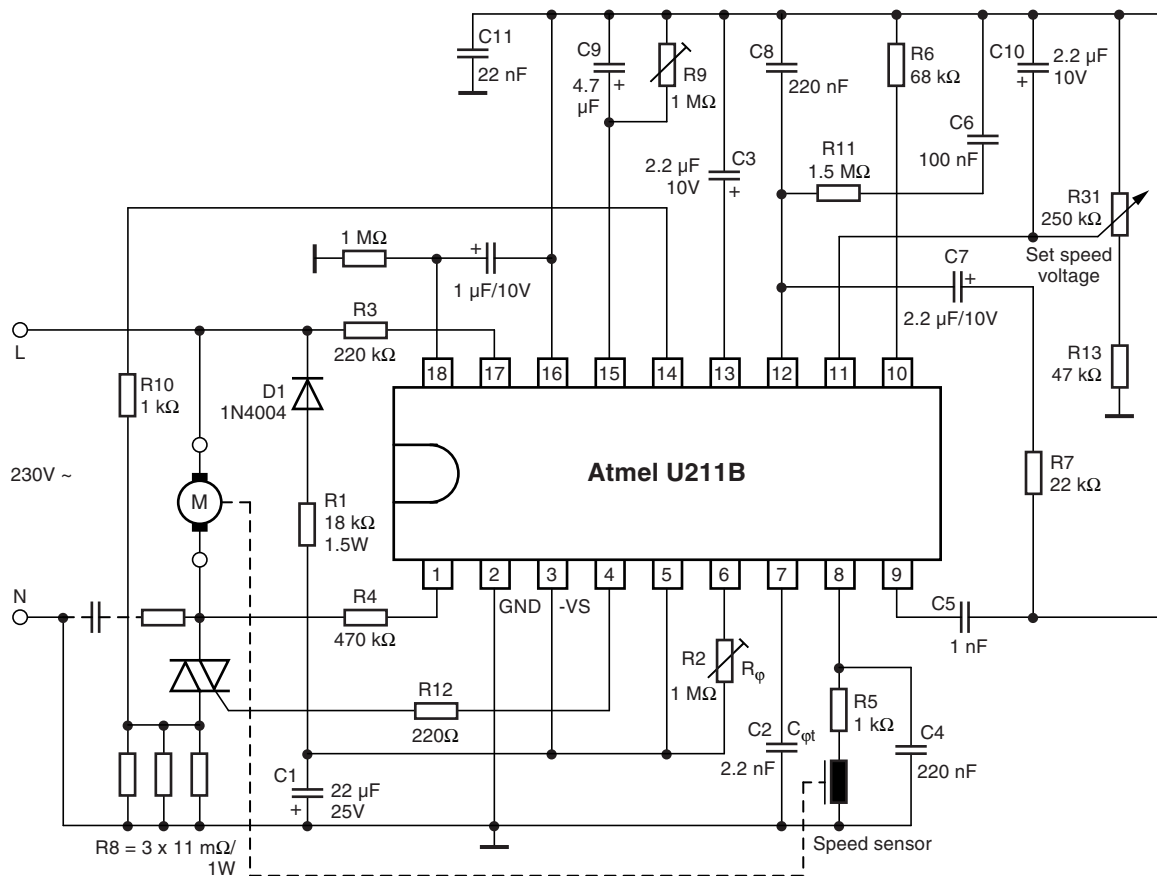 C11
22 nF
C9
4.7
µF
+
R9
1 MΩ
C8
220 nF
R6
68 kΩ
C10
+
2.2 µF
10V
C6
100 nF
2.2 µF
10V
C3
+
R11
1.5 MΩ
R31
250 kΩ
Set speed
voltage
1 MΩ
+
1 µF/10V
C7
+
2.2 µF/10V
L
R3
220 kΩ
R10
1 kΩ
D1
1N4004
18 17 16 15 14 13 12 11 10
R13
47 kΩ
230V ~
M
R1
18 kΩ
1.5W
Atmel U211B
R7
22 kΩ
N
R4
470 kΩ
1 2 3 4 5 6 7 8 9
GND
-VS
C5
1 nF
R12
220Ω
R2
1 MΩ
Rφ
R5
1 kΩ
C1
+
22 µF
25V
C2
2.2 nF
Cφt
C4
220 nF
R8 = 3 x 11 mΩ/
1W
Speed sensor